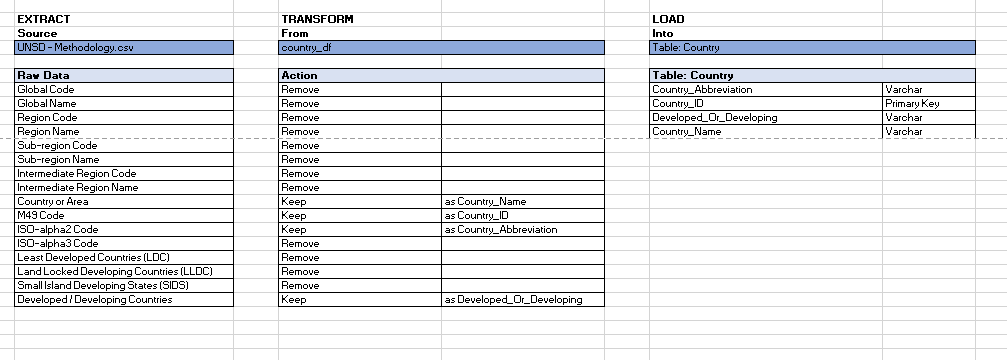 EXTRACT TRANSFORM LOAD
Source From Into
UNSD - Methodology.csv country_df Table: Country
Raw Data Action Table: Country
Global Code Remove Country_Abbreviation Varchar
Global Name Remove Country_ID Primary Key
Region Code Remove Developed_Or_Developing Varchar
Region Name Remove Country_Name Varchar
Sub-region Code Remove
Sub-region Name Remove
Intermediate Region Code Remove
Intermediate Region Name Remove
Country or Area Keep as Country_Name
M49 Code Keep as Country_ID
ISO-alpha2 Code Keep as Country_Abbreviation
ISO-alpha3 Code Remove
Least Developed Countries (LDC) Remove
Land Locked Developing Countries (LLDC) Remove
Small Island Developing States (SIDS) Remove
Developed / Developing Countries Keep as Developed_Or_Developing